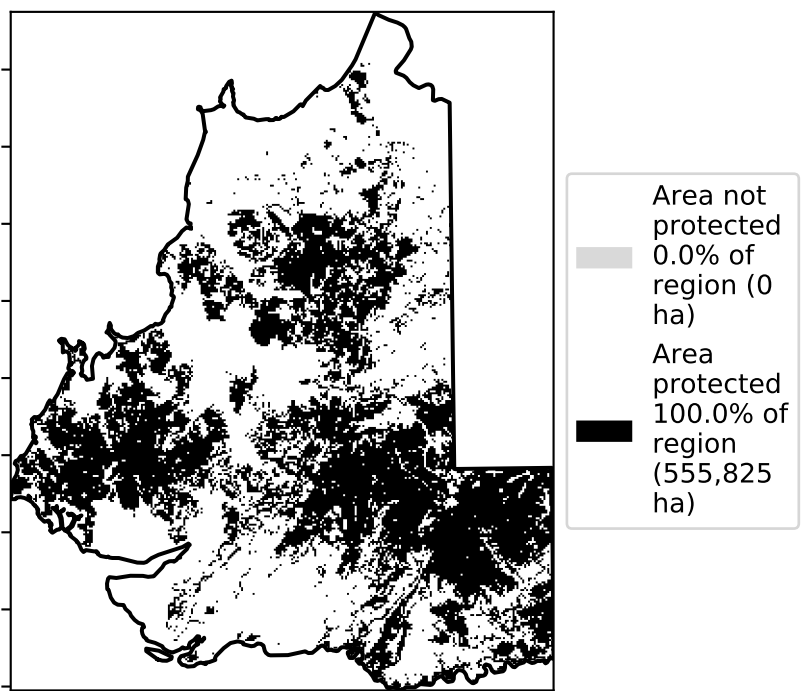 Area not
protected
0.0% of
region (0
ha)
Area
protected
100.0% of
region
(555,825
ha)